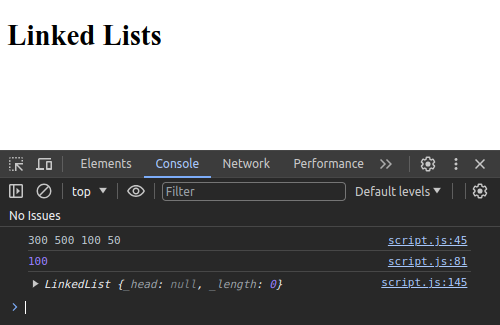 Linked Lists
Elements Console Network Performance
top Filter Default levels
No Issues
300 500 100 50 script.js:45
100 script.js:81
LinkedList {_head: null, _length: 0} script.js:145